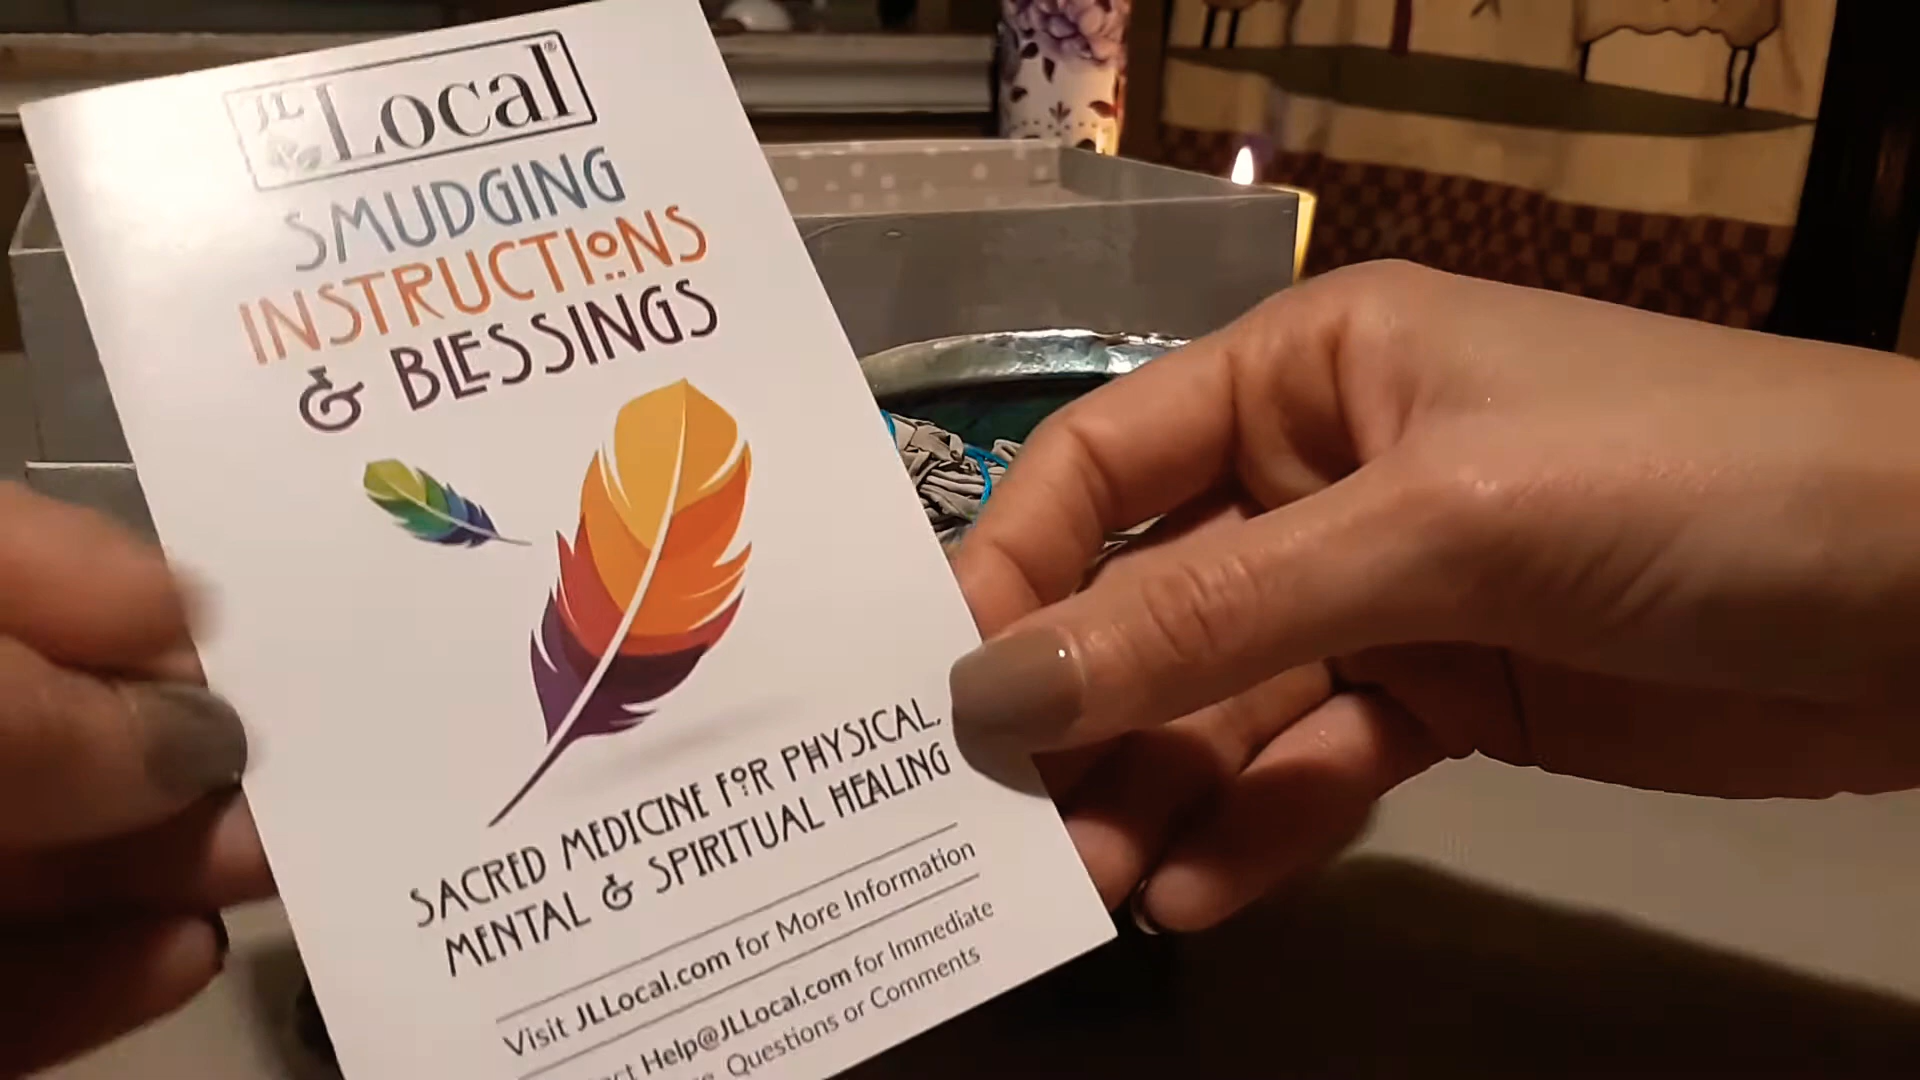 JL Local®
SMUDGING
INSTRUCTIONS
& BLESSINGS
SACRED MEDICINE FOR PHYSICAL,
MENTAL & SPIRITUAL HEALING
Visit JLLocal.com for More Information
Help@JLLocal.com for Immediate
Questions or Comments